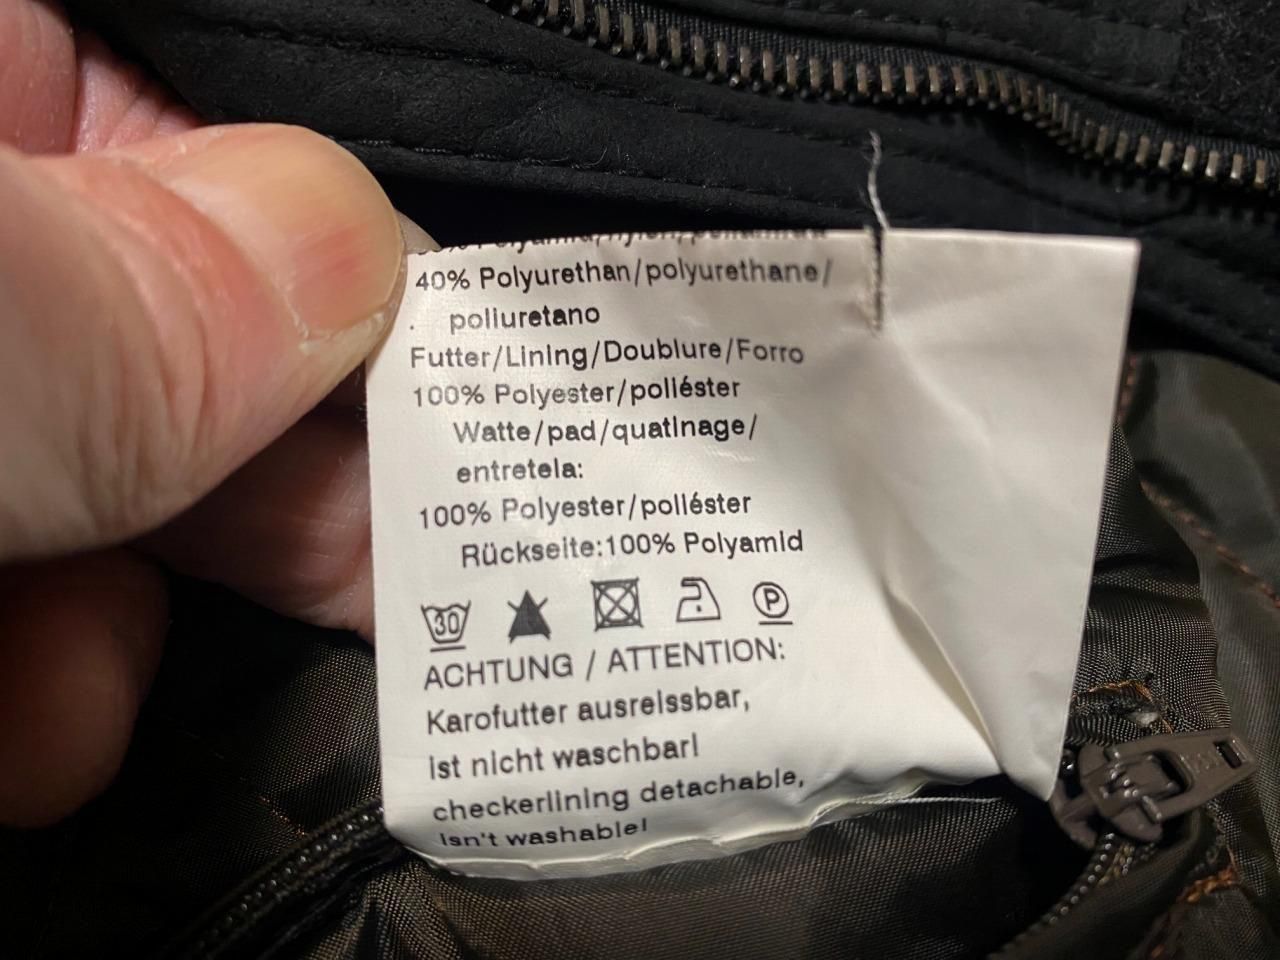 40% Polyurethan/polyurethane/
poliuretano
Futter/Lining/Doublure/Forro
100% Polyester/poliéster
Watte/pad/quatinage/
entretela:
100% Polyester/poliéster
Rückseite:100% Polyamid
30 P
ACHTUNG / ATTENTION:
Karofutter ausreissbar,
ist nicht waschbar!
checkerlining detachable,
isn't washable!